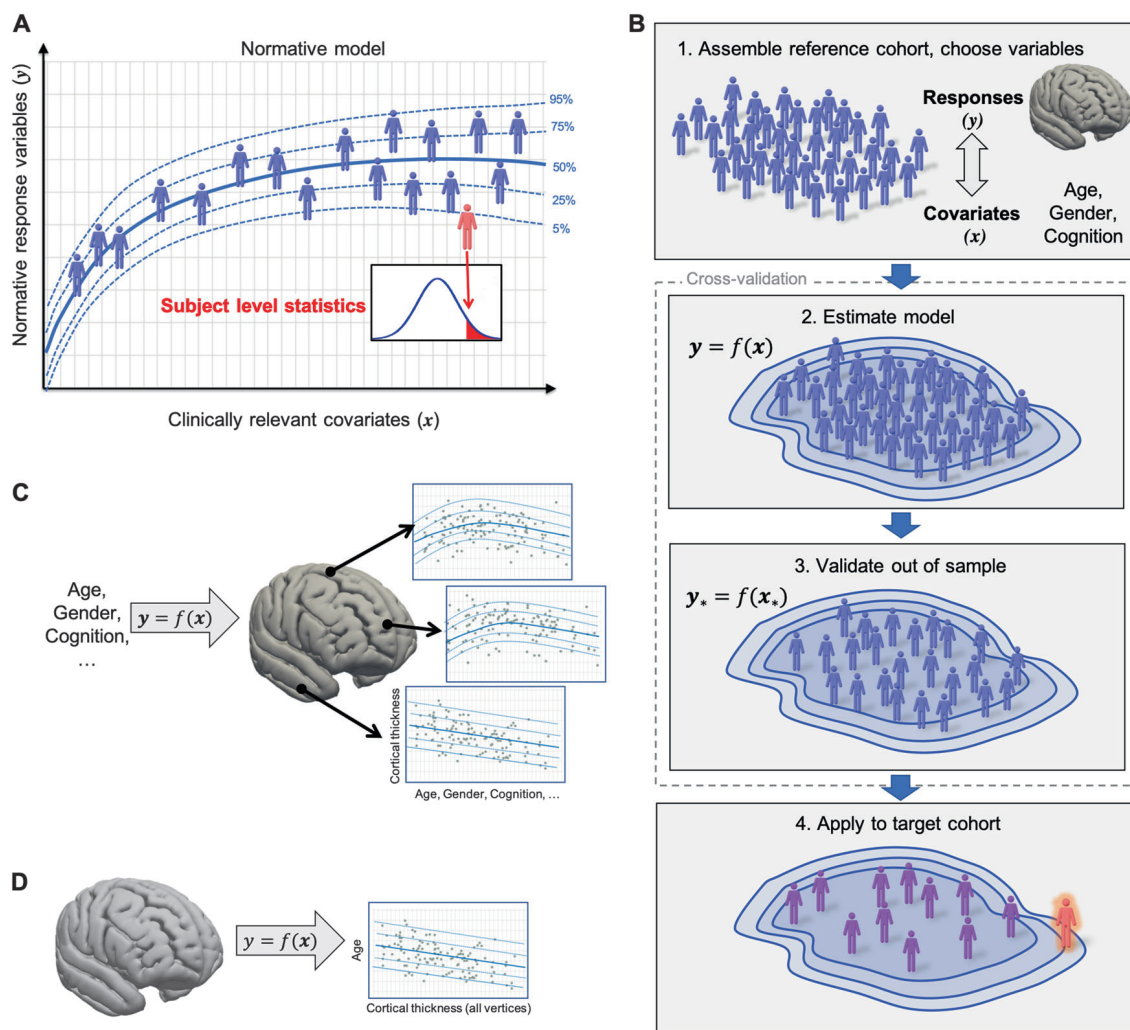 A
Normative model
Normative response variables (y)
95%
75%
50%
25%
5%
Subject level statistics
Clinically relevant covariates (x)
B
1. Assemble reference cohort, choose variables
Responses
(y)
Covariates
(x)
Age,
Gender,
Cognition
Cross-validation
2. Estimate model
y = f(x)
3. Validate out of sample
y* = f(x*)
4. Apply to target cohort
C
Age,
Gender,
Cognition,
...
y = f(x)
Cortical thickness
Age, Gender, Cognition, ...
D
y = f(x)
Age
Cortical thickness (all vertices)